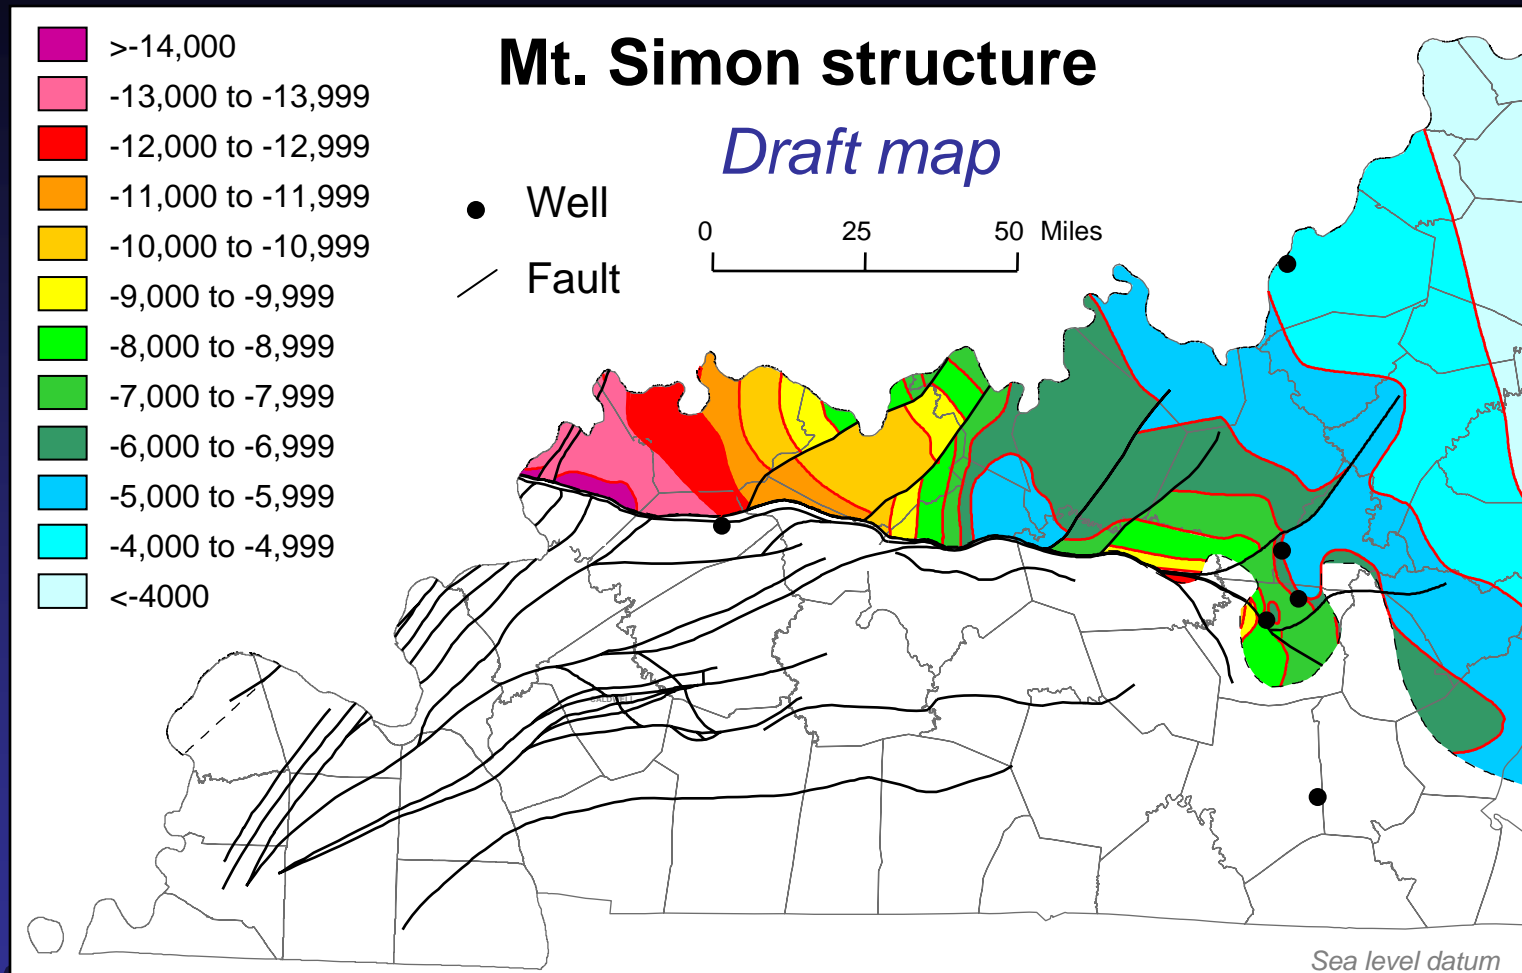 Mt. Simon structure
Draft map
>-14,000
-13,000 to -13,999
-12,000 to -12,999
-11,000 to -11,999
-10,000 to -10,999
-9,000 to -9,999
-8,000 to -8,999
-7,000 to -7,999
-6,000 to -6,999
-5,000 to -5,999
-4,000 to -4,999
<-4000
Well
Fault
0 25 50 Miles
CALDWELL
Sea level datum